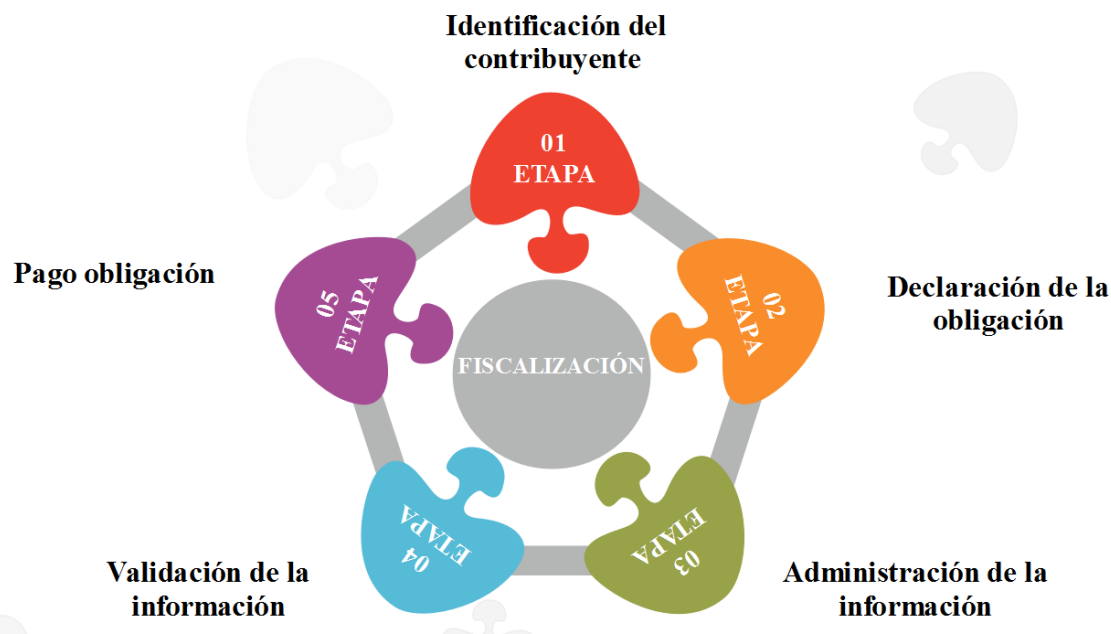 Identificación del
contribuyente
01
ETAPA
02
ETAPA
Declaración de la
obligación
03
ETAPA
Administración de la
información
04
ETAPA
Validación de la
información
05
ETAPA
Pago obligación
FISCALIZACIÓN